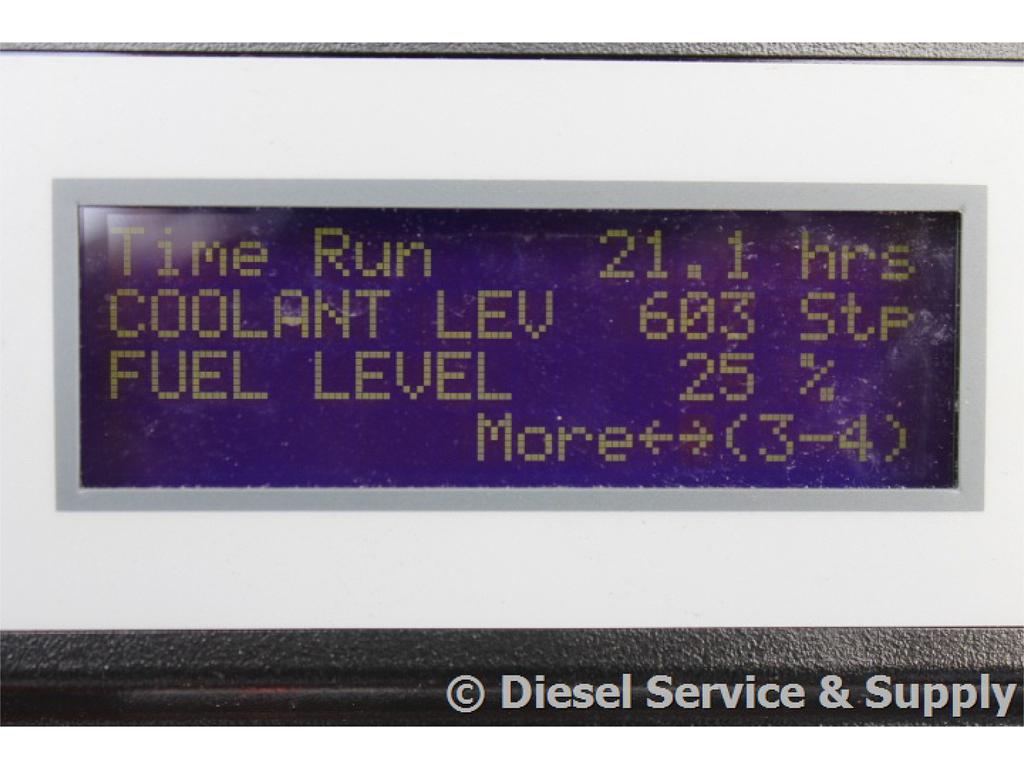 Time Run 21.1 hrs
COOLANT LEV 603 Stp
FUEL LEVEL 25 %
More←→(3-4)
© Diesel Service & Supply